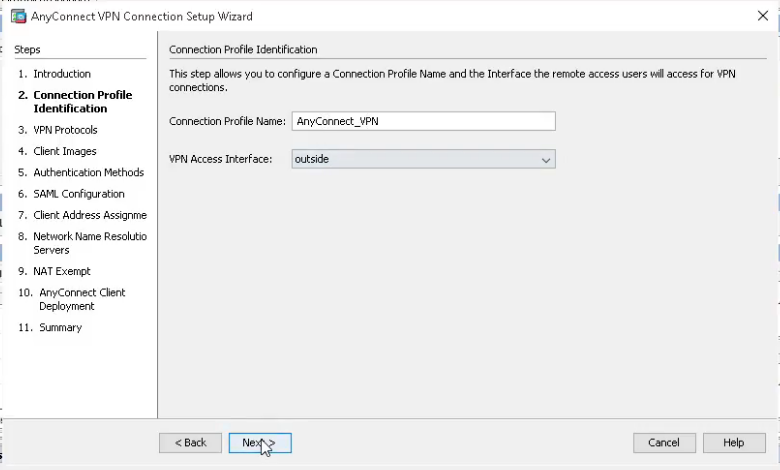 AnyConnect VPN Connection Setup Wizard
Steps
1. Introduction
2. Connection Profile
Identification
3. VPN Protocols
4. Client Images
5. Authentication Methods
6. SAML Configuration
7. Client Address Assignme
8. Network Name Resolutio
Servers
9. NAT Exempt
10. AnyConnect Client
Deployment
11. Summary
Connection Profile Identification
This step allows you to configure a Connection Profile Name and the Interface the remote access users will access for VPN
connections.
Connection Profile Name: AnyConnect_VPN
VPN Access Interface: outside
< Back
Next >
Cancel
Help